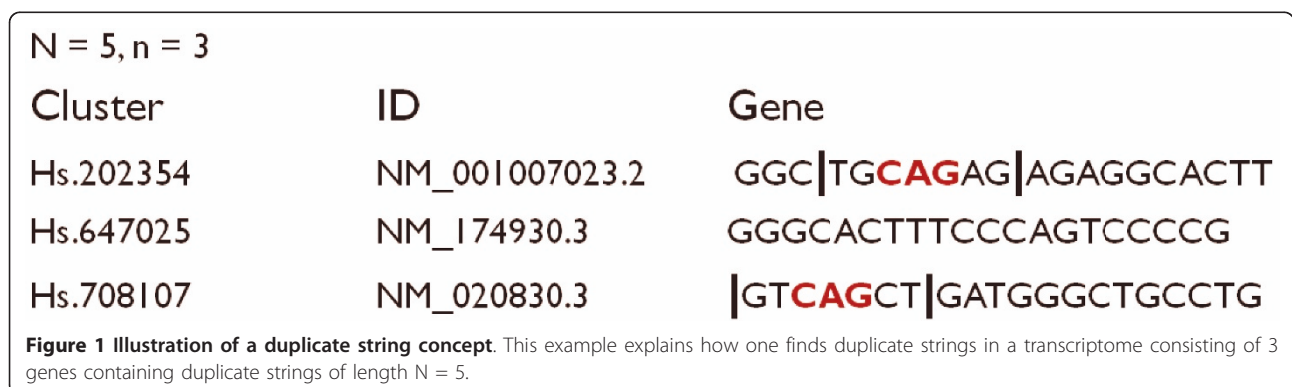 N = 5, n = 3
Cluster ID Gene
Hs.202354 NM_001007023.2 GGC|TGCAGAG|AGAGGCACTT
Hs.647025 NM_174930.3 GGGCACTTTCCCAGTCCCCG
Hs.708107 NM_020830.3 |GTCAGCT|GATGGGCTGCCTG
Figure 1 Illustration of a duplicate string concept. This example explains how one finds duplicate strings in a transcriptome consisting of 3
genes containing duplicate strings of length N = 5.